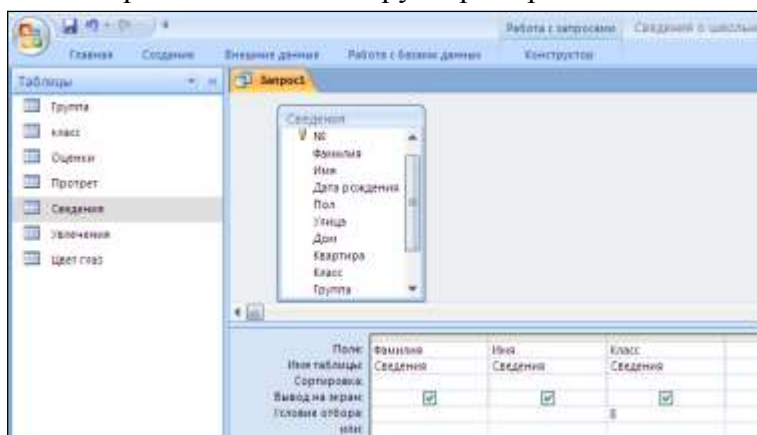 Работа с запросами Сведения о школьн
Главная Создание Внешние данные Работа с базами данных Конструктор
Таблицы
Группа
класс
Оценки
Протрет
Сведения
Увлечения
Цвет глаз
Запрос1
Сведения
№
Фамилия
Имя
Дата рождения
Пол
Улица
Дом
Квартира
Класс
Группа
Поле: Фамилия Имя Класс
Имя таблицы: Сведения Сведения Сведения
Сортировка:
Вывод на экран:
Условие отбора: 8
или: